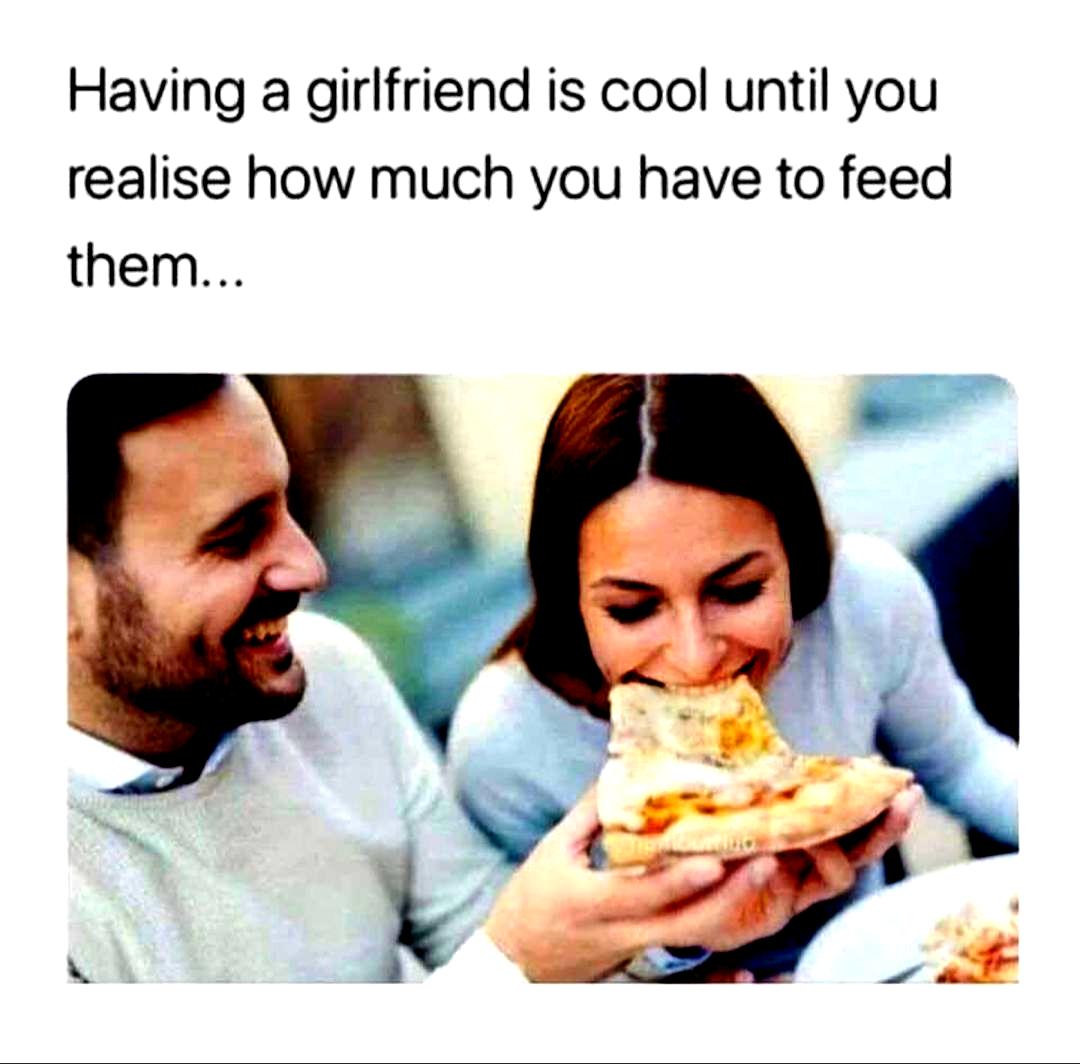 Having a girlfriend is cool until you
realise how much you have to feed
them...